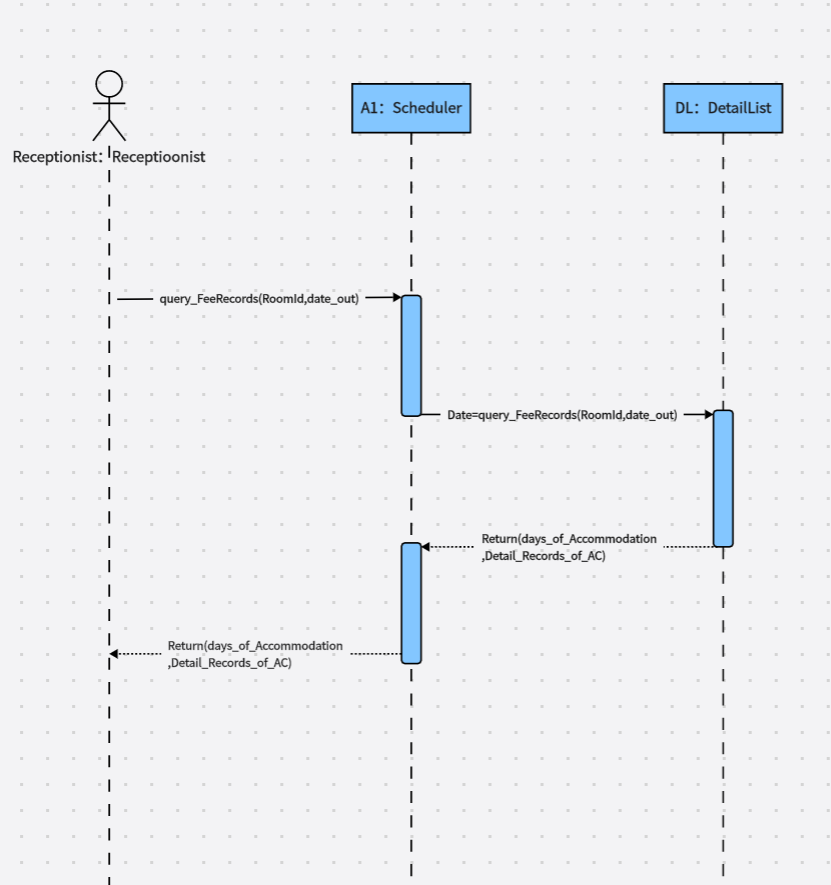 A1：Scheduler
DL：DetailList
Receptionist：Receptioonist
query_FeeRecords(RoomId,date_out)
Date=query_FeeRecords(RoomId,date_out)
Return(days_of_Accommodation
,Detail_Records_of_AC)
Return(days_of_Accommodation
,Detail_Records_of_AC)